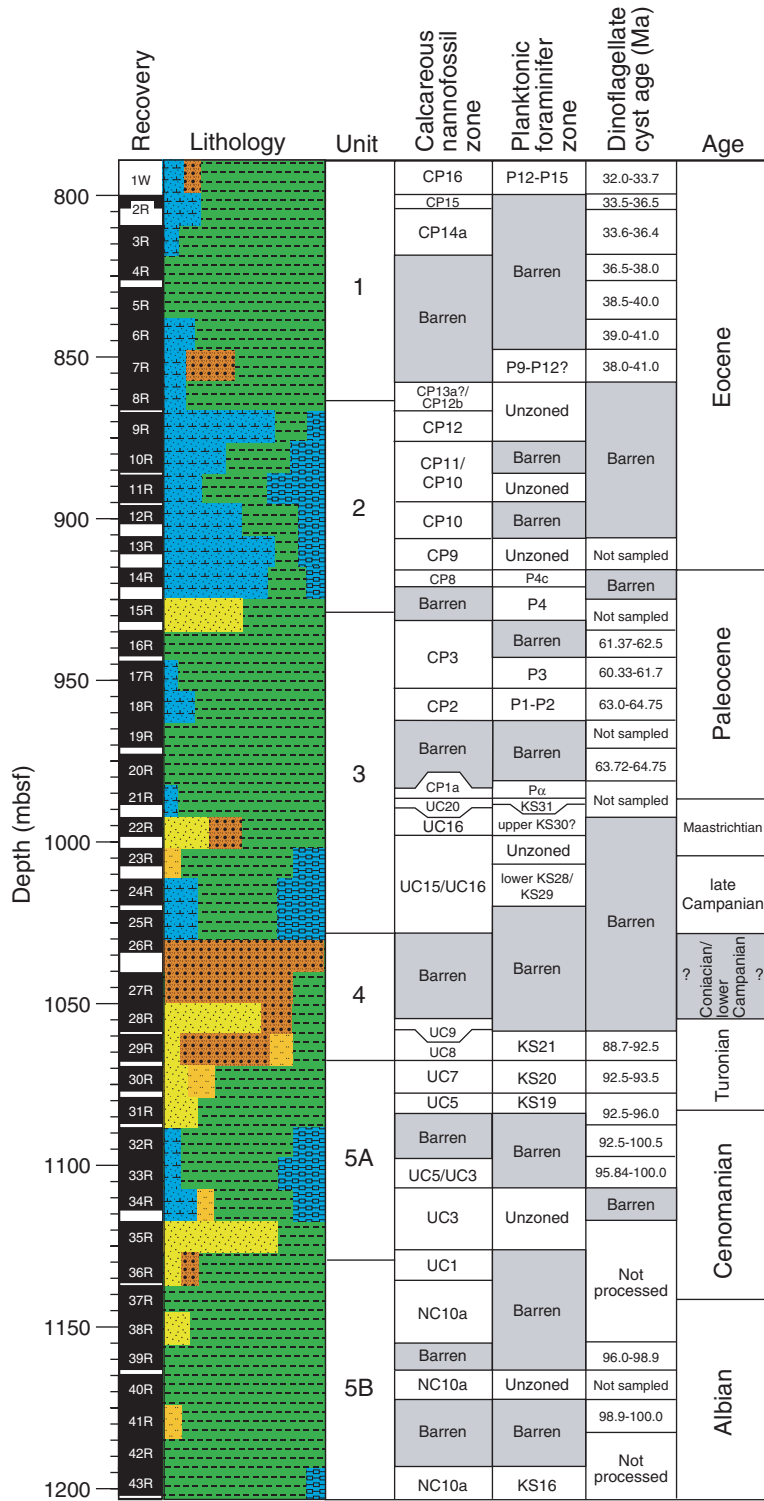 Recovery
Lithology
Unit
Calcareous
nannofossil
zone
Planktonic
foraminifer
zone
Dinoflagellate
cyst age (Ma)
Age
Depth (mbsf)
800
850
900
950
1000
1050
1100
1150
1200
1W
2R
3R
4R
5R
6R
7R
8R
9R
10R
11R
12R
13R
14R
15R
16R
17R
18R
19R
20R
21R
22R
23R
24R
25R
26R
27R
28R
29R
30R
31R
32R
33R
34R
35R
36R
37R
38R
39R
40R
41R
42R
43R
1
2
3
4
5A
5B
CP16
CP15
CP14a
Barren
CP13a?/
CP12b
CP12
CP11/
CP10
CP10
CP9
CP8
Barren
CP3
CP2
Barren
CP1a
UC20
UC16
UC15/UC16
Barren
UC9
UC8
UC7
UC5
Barren
UC5/UC3
UC3
UC1
NC10a
Barren
NC10a
Barren
NC10a
P12-P15
Barren
P9-P12?
Unzoned
Barren
Unzoned
Barren
Unzoned
P4c
P4
Barren
P3
P1-P2
Barren
Pα
KS31
upper KS30?
Unzoned
lower KS28/
KS29
Barren
KS21
KS20
KS19
Barren
Unzoned
Barren
Unzoned
Barren
KS16
32.0-33.7
33.5-36.5
33.6-36.4
36.5-38.0
38.5-40.0
39.0-41.0
38.0-41.0
Barren
Not sampled
Barren
Not sampled
61.37-62.5
60.33-61.7
63.0-64.75
Not sampled
63.72-64.75
Not sampled
Barren
88.7-92.5
92.5-93.5
92.5-96.0
92.5-100.5
95.84-100.0
Barren
Not
processed
96.0-98.9
Not sampled
98.9-100.0
Not
processed
Eocene
Paleocene
Maastrichtian
late
Campanian
? Coniacian/ ?
lower
Campanian
Turonian
Cenomanian
Albian